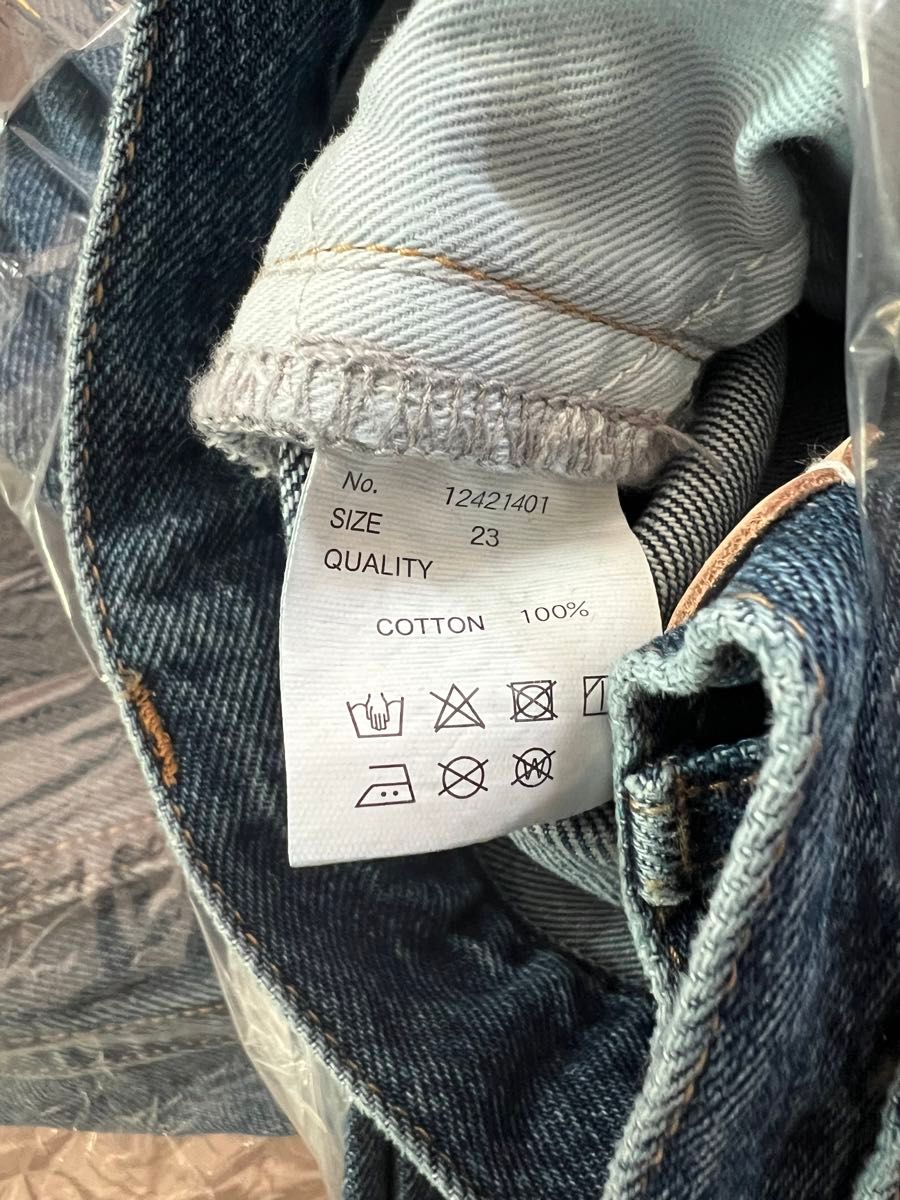 No. 12421401
SIZE 23
QUALITY
COTTON 100%
W